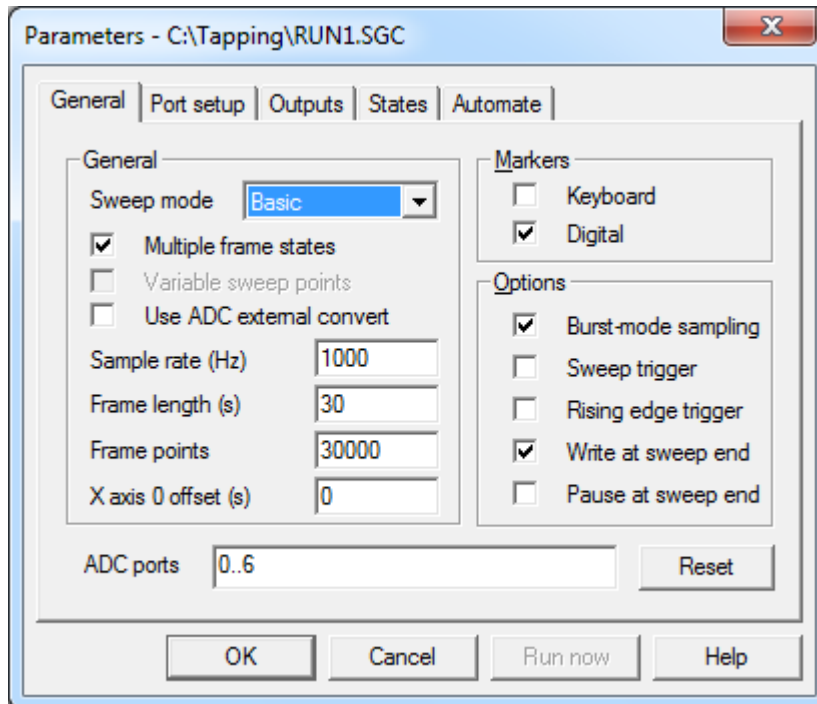 Parameters - C:\Tapping\RUN1.SGC
General Port setup Outputs States Automate
General
Sweep mode Basic
Multiple frame states
Variable sweep points
Use ADC external convert
Sample rate (Hz) 1000
Frame length (s) 30
Frame points 30000
X axis 0 offset (s) 0
Markers
Keyboard
Digital
Options
Burst-mode sampling
Sweep trigger
Rising edge trigger
Write at sweep end
Pause at sweep end
ADC ports 0..6 Reset
OK Cancel Run now Help